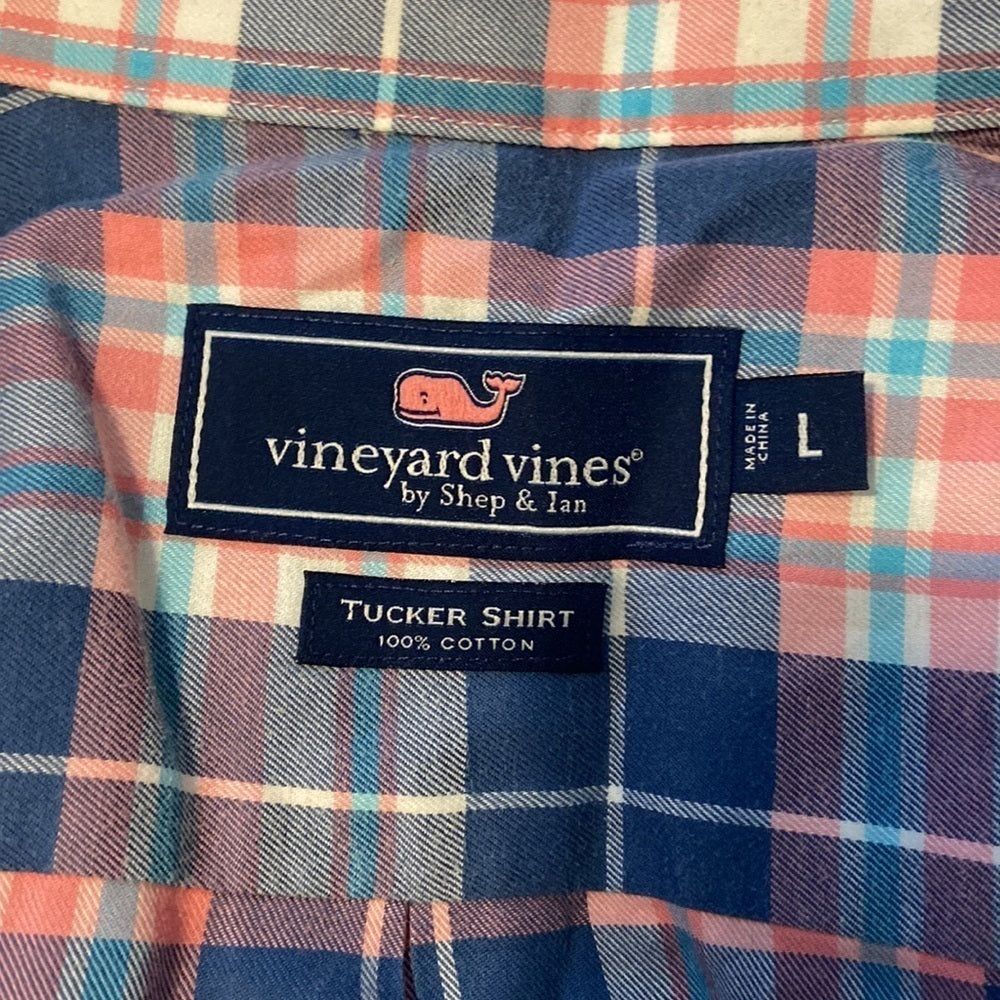 vineyard vines®
by Shep & Ian
MADE IN
CHINA
L
TUCKER SHIRT
100% COTTON